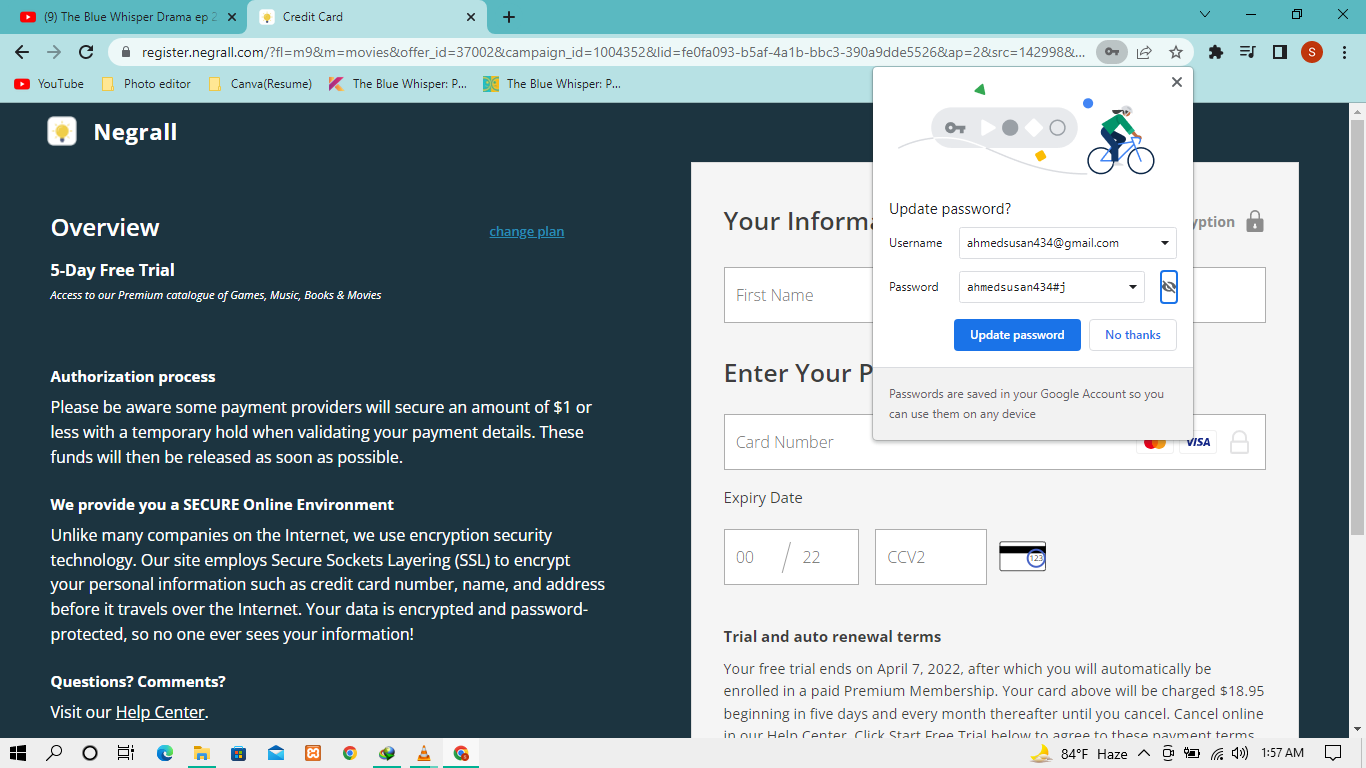 (9) The Blue Whisper Drama ep 2
Credit Card
register.negrall.com/?fl=m9&m=movies&offer_id=37002&campaign_id=1004352&lid=fe0fa093-b5af-4a1b-bbc3-390a9dde5526&ap=2&src=142998&...
S
YouTube
Photo editor
Canva(Resume)
The Blue Whisper: P...
The Blue Whisper: P...
Negrall
Overview
change plan
5-Day Free Trial
Access to our Premium catalogue of Games, Music, Books & Movies
Authorization process
Please be aware some payment providers will secure an amount of $1 or
less with a temporary hold when validating your payment details. These
funds will then be released as soon as possible.
We provide you a SECURE Online Environment
Unlike many companies on the Internet, we use encryption security
technology. Our site employs Secure Sockets Layering (SSL) to encrypt
your personal information such as credit card number, name, and address
before it travels over the Internet. Your data is encrypted and password-
protected, so no one ever sees your information!
Questions? Comments?
Visit our Help Center.
Your Informa
yption
First Name
Enter Your P
Card Number
VISA
Expiry Date
00 / 22
CCV2
123
Trial and auto renewal terms
Your free trial ends on April 7, 2022, after which you will automatically be
enrolled in a paid Premium Membership. Your card above will be charged $18.95
beginning in five days and every month thereafter until you cancel. Cancel online
in our Help Center. Click Start Free Trial below to agree to these payment terms
Update password?
Username
ahmedsusan434@gmail.com
Password
ahmedsusan434#j
Update password
No thanks
Passwords are saved in your Google Account so you
can use them on any device
84°F Haze
1:57 AM